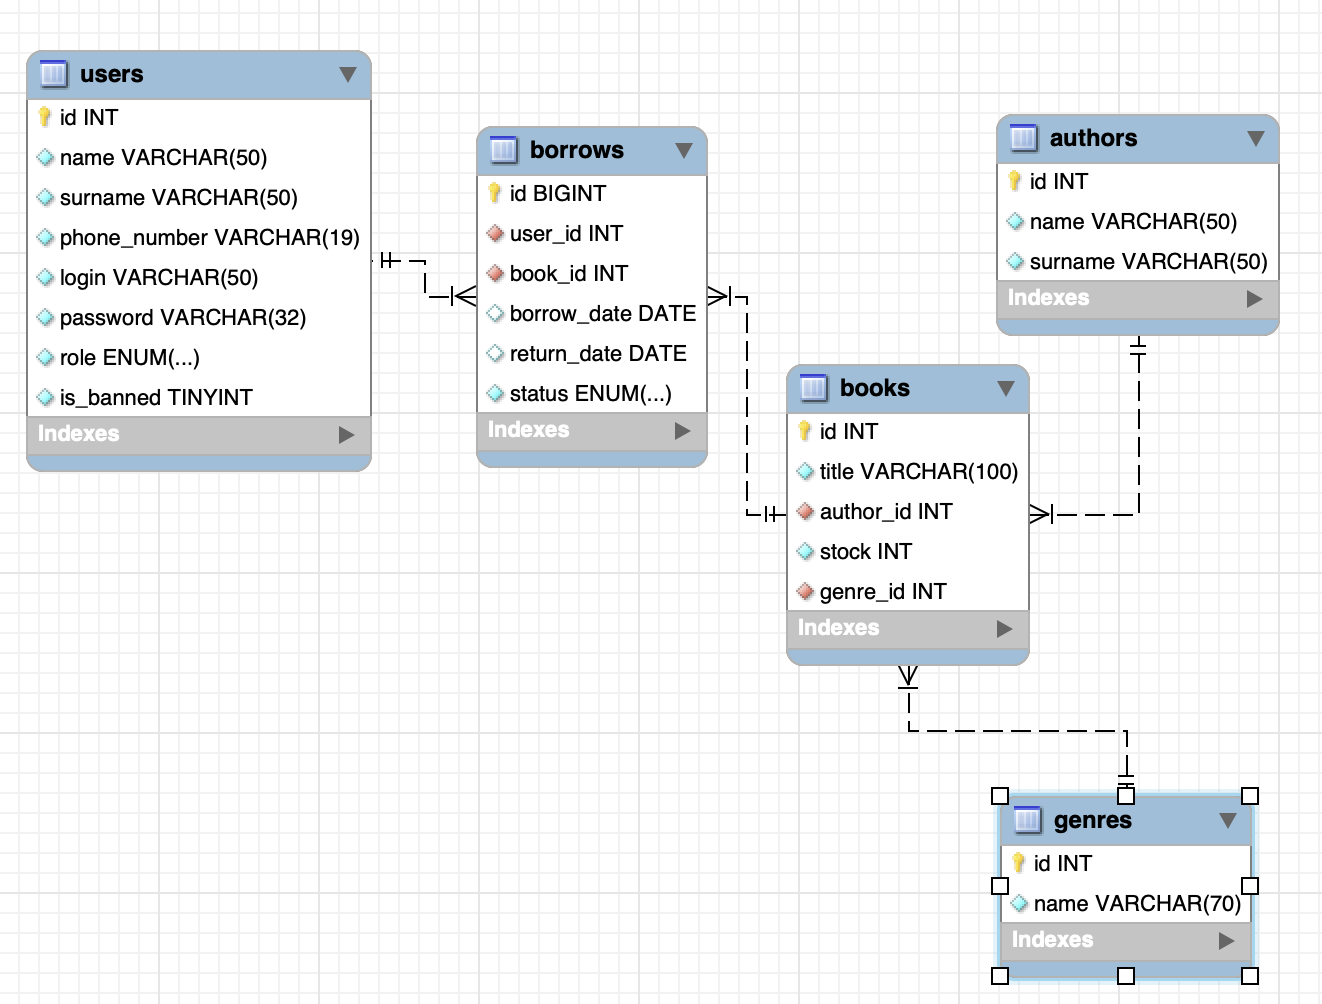 users
id INT
name VARCHAR(50)
surname VARCHAR(50)
phone_number VARCHAR(19)
login VARCHAR(50)
password VARCHAR(32)
role ENUM(...)
is_banned TINYINT
Indexes
borrows
id BIGINT
user_id INT
book_id INT
borrow_date DATE
return_date DATE
status ENUM(...)
Indexes
authors
id INT
name VARCHAR(50)
surname VARCHAR(50)
Indexes
books
id INT
title VARCHAR(100)
author_id INT
stock INT
genre_id INT
Indexes
genres
id INT
name VARCHAR(70)
Indexes